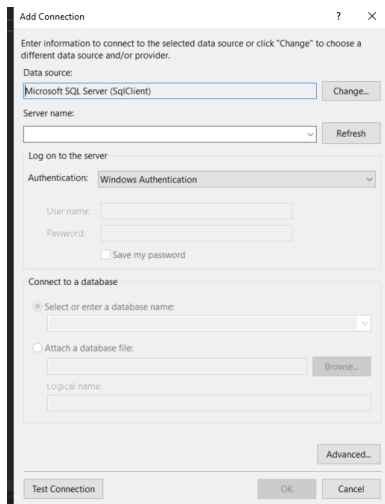 Add Connection
? X
Enter information to connect to the selected data source or click "Change" to choose a
different data source and/or provider.
Data source:
Microsoft SQL Server (SqlClient)
Change...
Server name:
Refresh
Log on to the server
Authentication:
Windows Authentication
User name:
Password:
Save my password
Connect to a database
Select or enter a database name:
Attach a database file:
Browse...
Logical name:
Advanced...
Test Connection
OK
Cancel